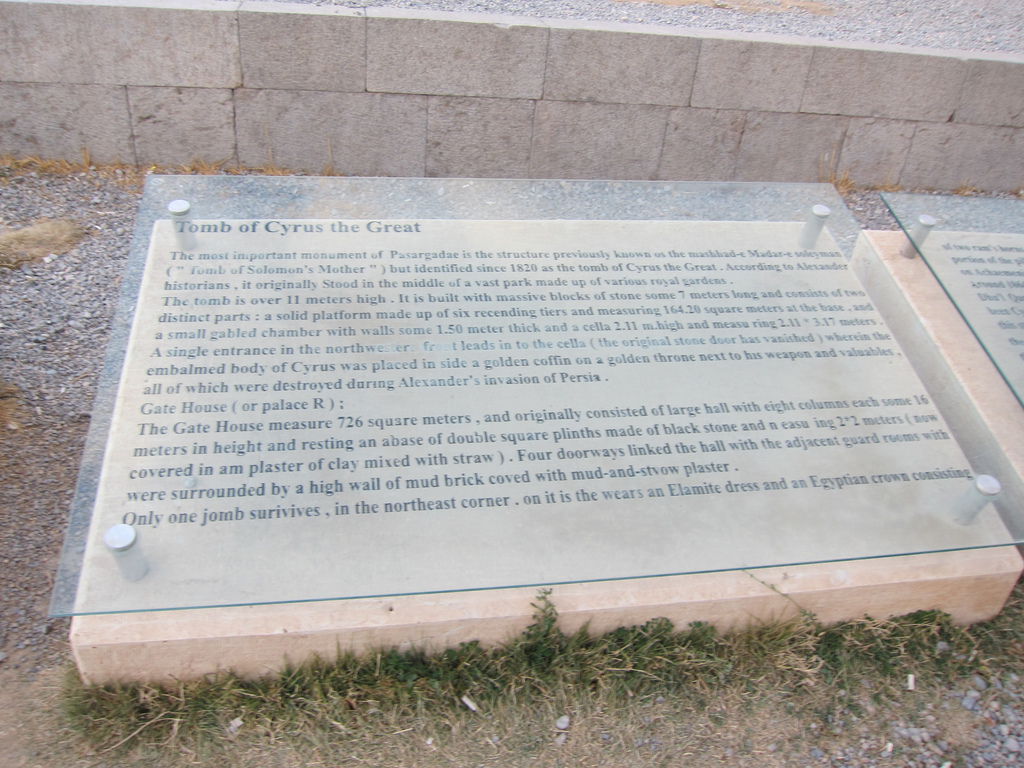 Tomb of Cyrus the Great
The most important monument of Pasargadae is the structure previously known os the mashhad-e Madar-e soleyman
( " Tomb of Solomon's Mother " ) but identified since 1820 as the tomb of Cyrus the Great . According to Alexander
historians , it originally Stood in the middle of a vast park made up of various royal gardens .
The tomb is over 11 meters high . It is built with massive blocks of stone some 7 meters long and consists of two
distinct parts : a solid platform made up of six recending tiers and measuring 164.20 square meters at the base , and
a small gabled chamber with walls some 1.50 meter thick and a cella 2.11 m.high and measu ring 2.11 * 3.17 meters .
A single entrance in the northwestern front leads in to the cella ( the original stone door has vanished ) wherein the
embalmed body of Cyrus was placed in side a golden coffin on a golden throne next to his weapon and valuables ,
all of which were destroyed during Alexander's invasion of Persia .
Gate House ( or palace R ) ;
The Gate House measure 726 square meters , and originally consisted of large hall with eight columns each some 16
meters in height and resting an abase of double square plinths made of black stone and n easu ing 2*2 meters ( now
covered in am plaster of clay mixed with straw ) . Four doorways linked the hall with the adjacent guard rooms with
were surrounded by a high wall of mud brick coved with mud-and-stvow plaster .
Only one jomb surivives , in the northeast corner . on it is the wears an Elamite dress and an Egyptian crown consisting
of two ram's horns
portion of the
on Achaemeni
Around